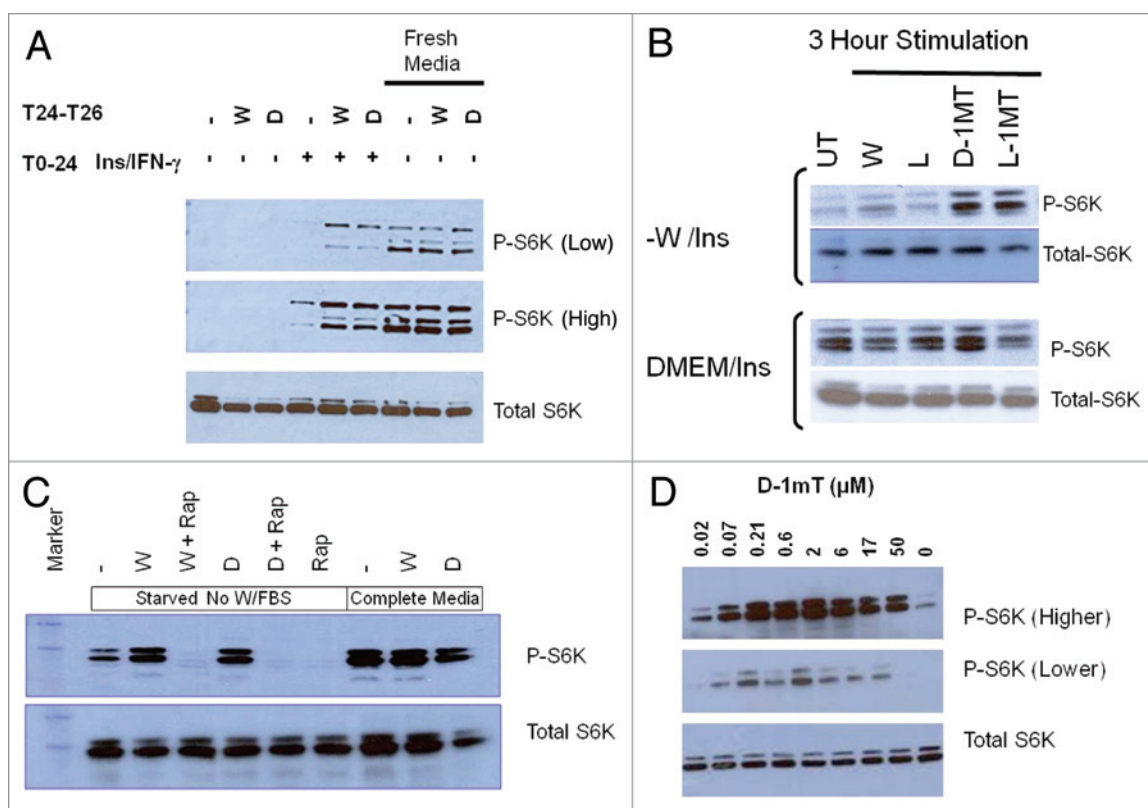 A
Fresh
Media
T24-T26
- W D - W D - W D
T0-24 Ins/IFN-γ - - - + + + - - -
P-S6K (Low)
P-S6K (High)
Total S6K
B
3 Hour Stimulation
UT W L D-1MT L-1MT
-W /Ins
P-S6K
Total-S6K
DMEM/Ins
P-S6K
Total-S6K
C
Marker - W W + Rap D D + Rap Rap - W D
Starved No W/FBS Complete Media
P-S6K
Total S6K
D
D-1mT (µM)
0.02 0.07 0.21 0.6 2 6 17 50 0
P-S6K (Higher)
P-S6K (Lower)
Total S6K